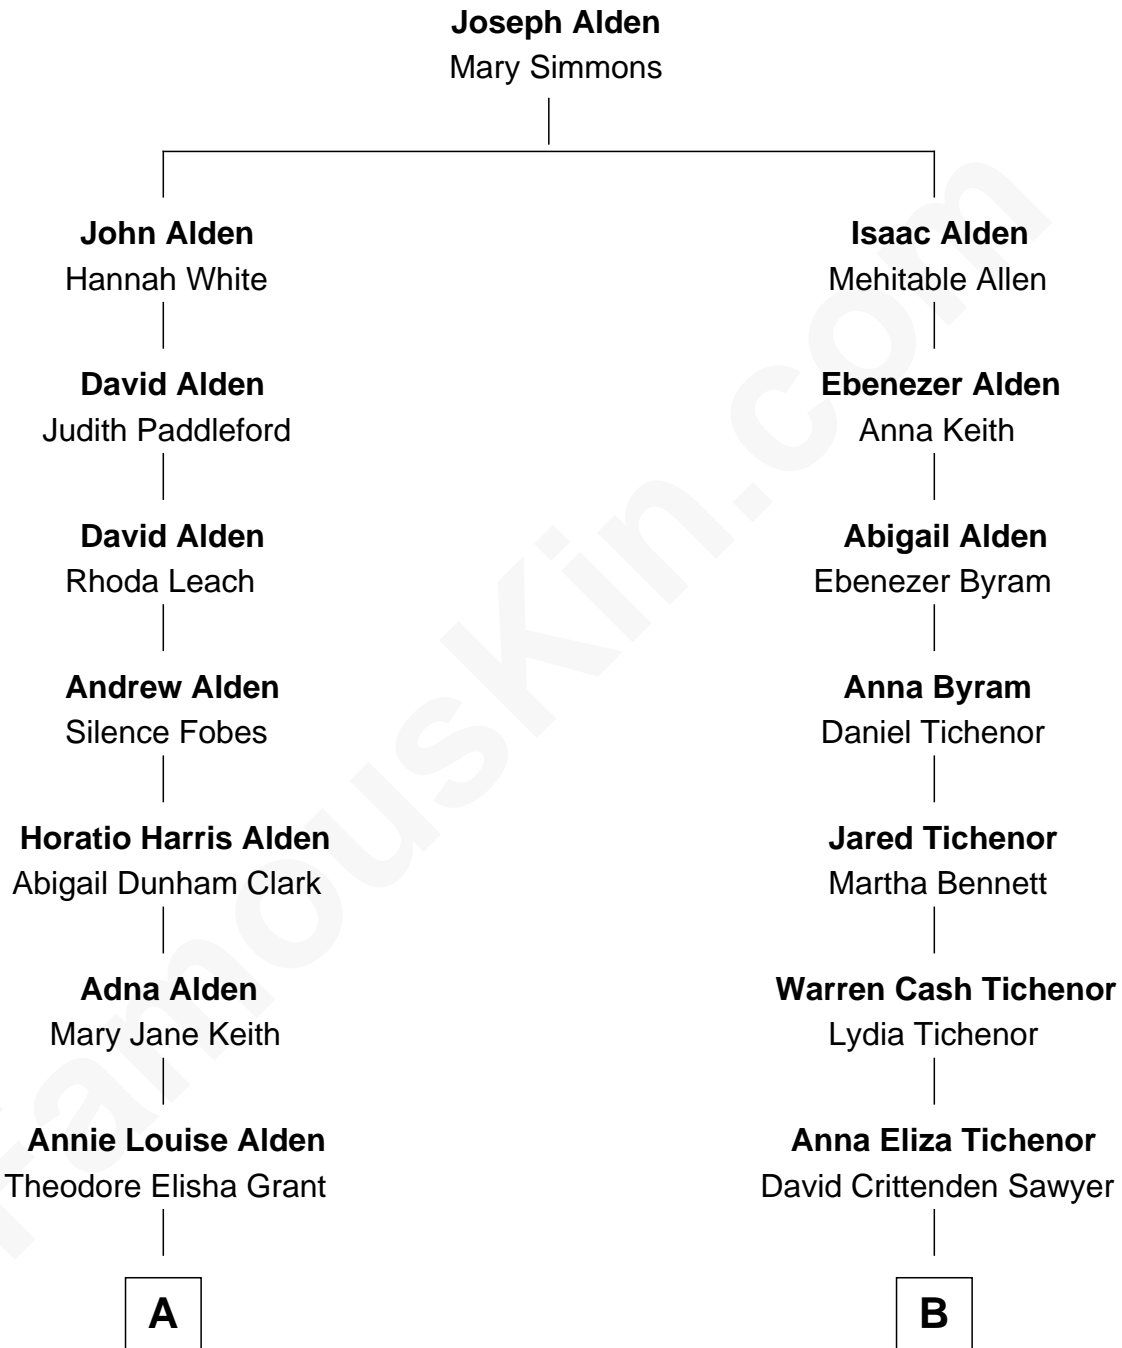 Joseph Alden
Mary Simmons
John Alden
Hannah White
Isaac Alden
Mehitable Allen
David Alden
Judith Paddleford
Ebenezer Alden
Anna Keith
David Alden
Rhoda Leach
Abigail Alden
Ebenezer Byram
Andrew Alden
Silence Fobes
Anna Byram
Daniel Tichenor
Horatio Harris Alden
Abigail Dunham Clark
Jared Tichenor
Martha Bennett
Adna Alden
Mary Jane Keith
Warren Cash Tichenor
Lydia Tichenor
Annie Louise Alden
Theodore Elisha Grant
Anna Eliza Tichenor
David Crittenden Sawyer
A
B
FamousKin.com